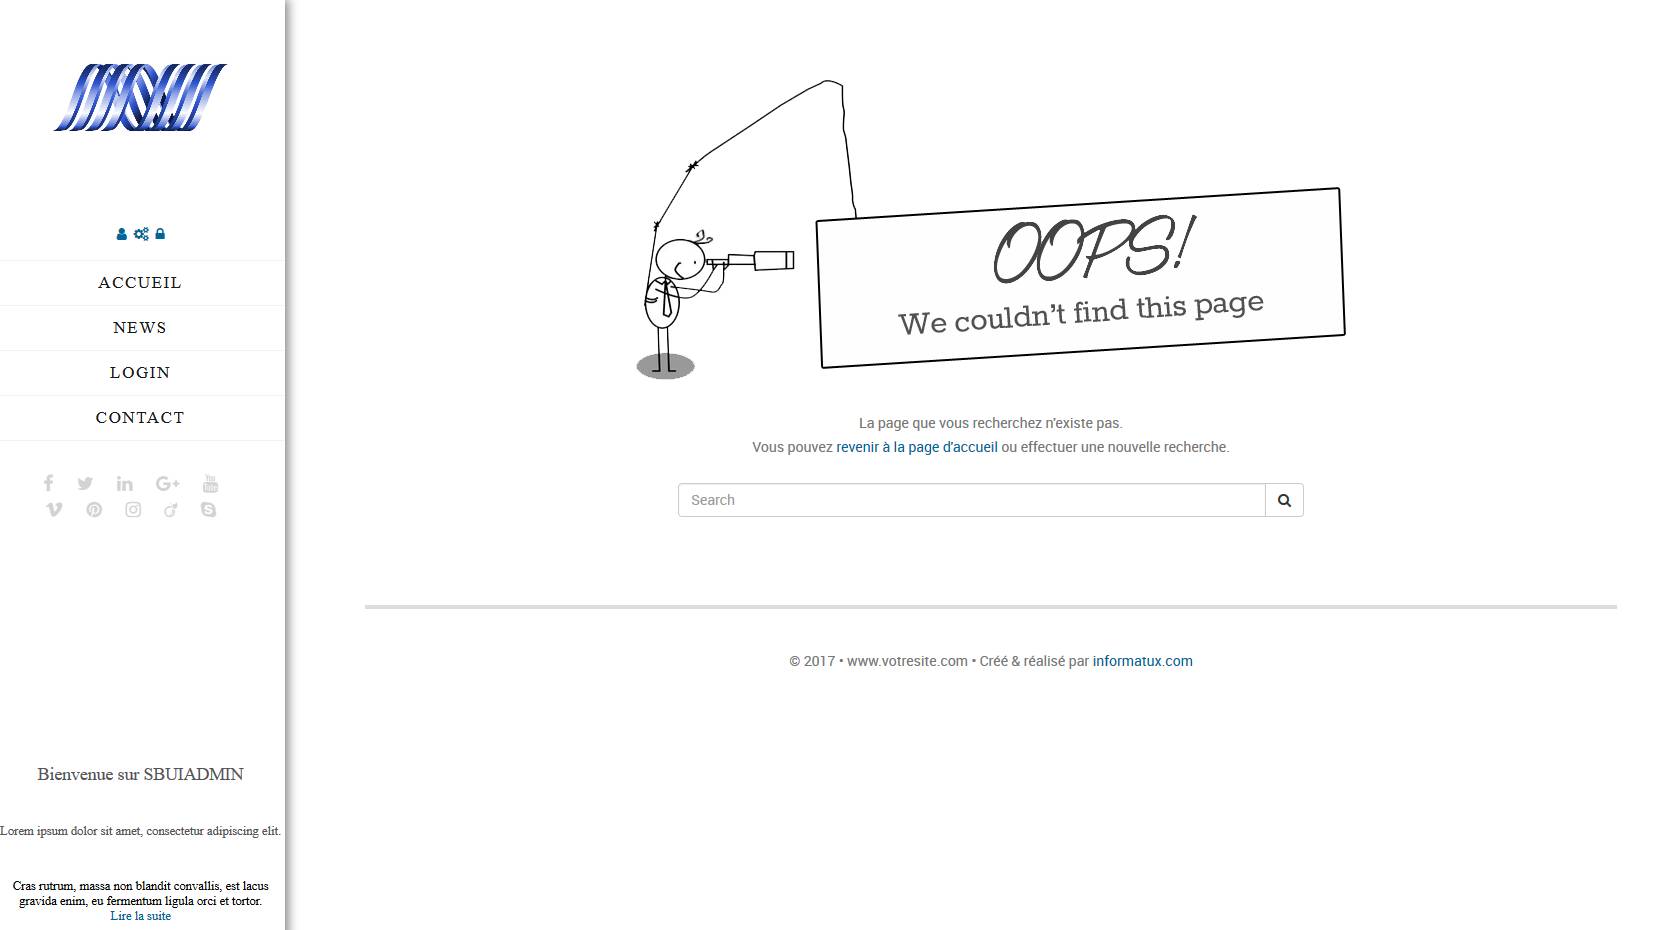 ACCUEIL
NEWS
LOGIN
CONTACT
Bienvenue sur SBUIADMIN
Lorem ipsum dolor sit amet, consectetur adipiscing elit.
Cras rutrum, massa non blandit convallis, est lacus
gravida enim, eu fermentum ligula orci et tortor.
Lire la suite
OOPS!
We couldn't find this page
La page que vous recherchez n'existe pas.
Vous pouvez revenir à la page d'accueil ou effectuer une nouvelle recherche.
Search
© 2017 • www.votresite.com • Créé & réalisé par informatux.com